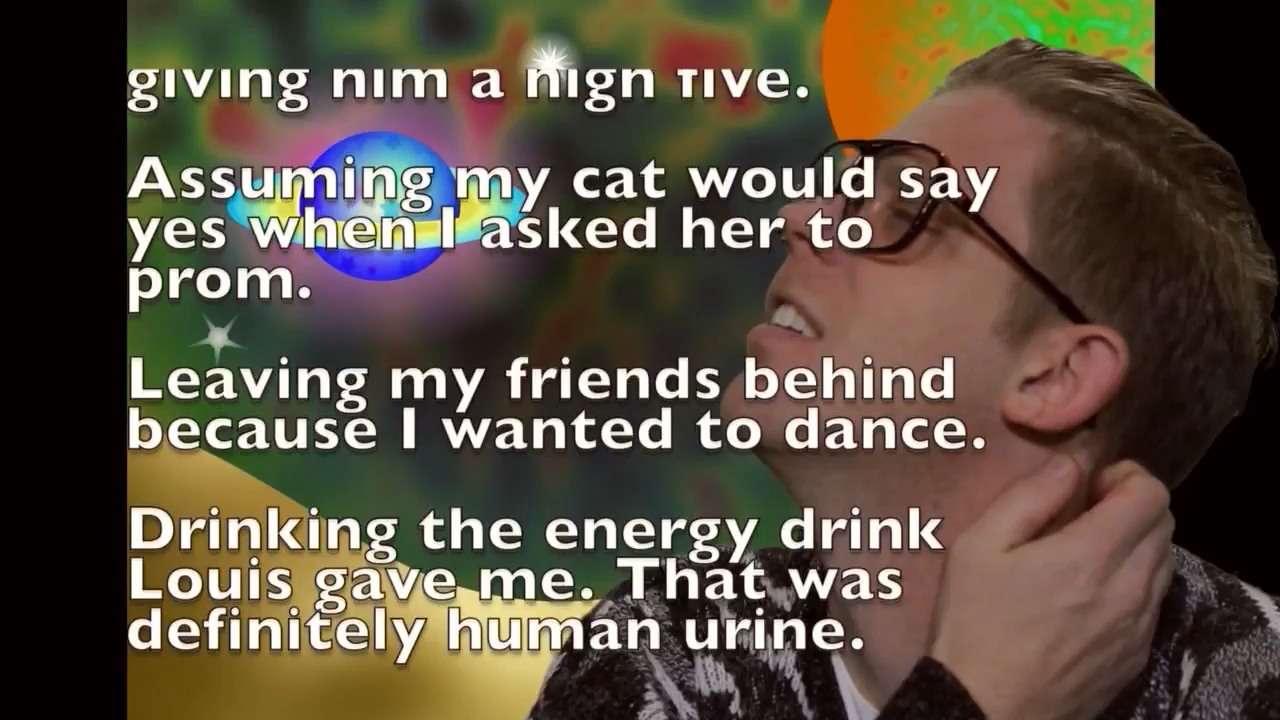 giving him a high five.
Assuming my cat would say
yes when I asked her to
prom.
Leaving my friends behind
because I wanted to dance.
Drinking the energy drink
Louis gave me. That was
definitely human urine.